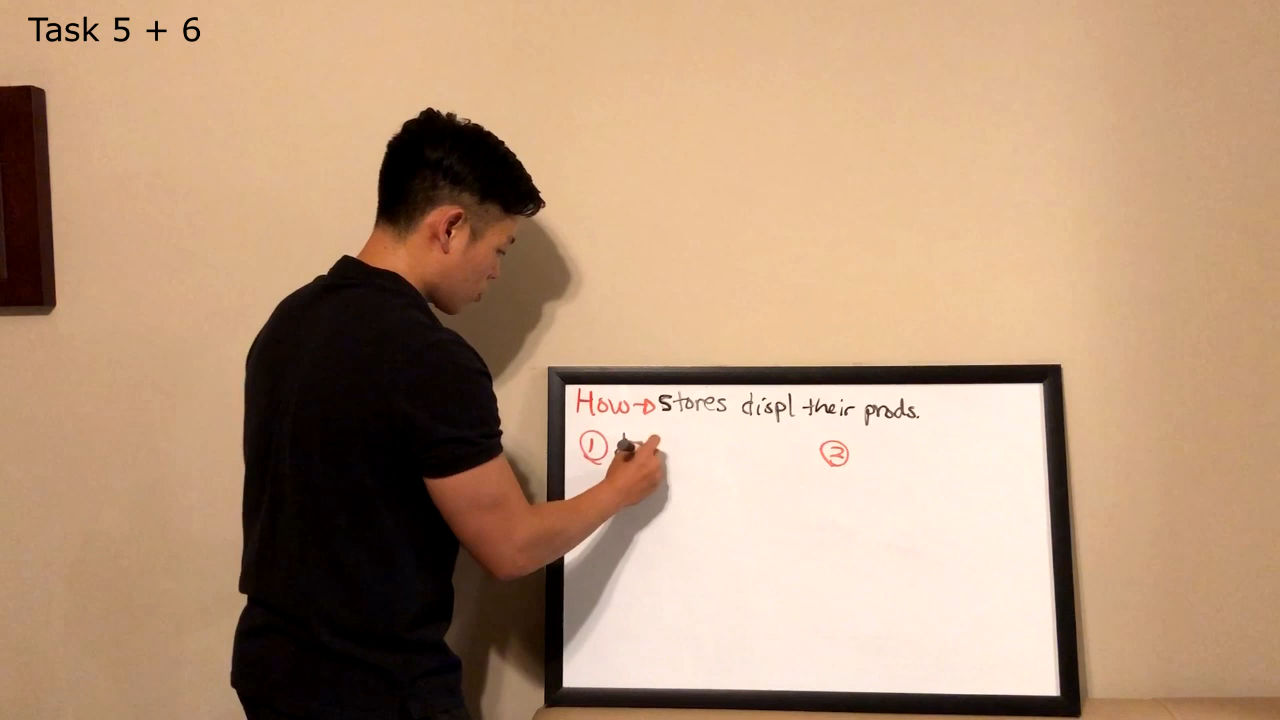 Task 5 + 6
How→ stores displ their prods.
① ②